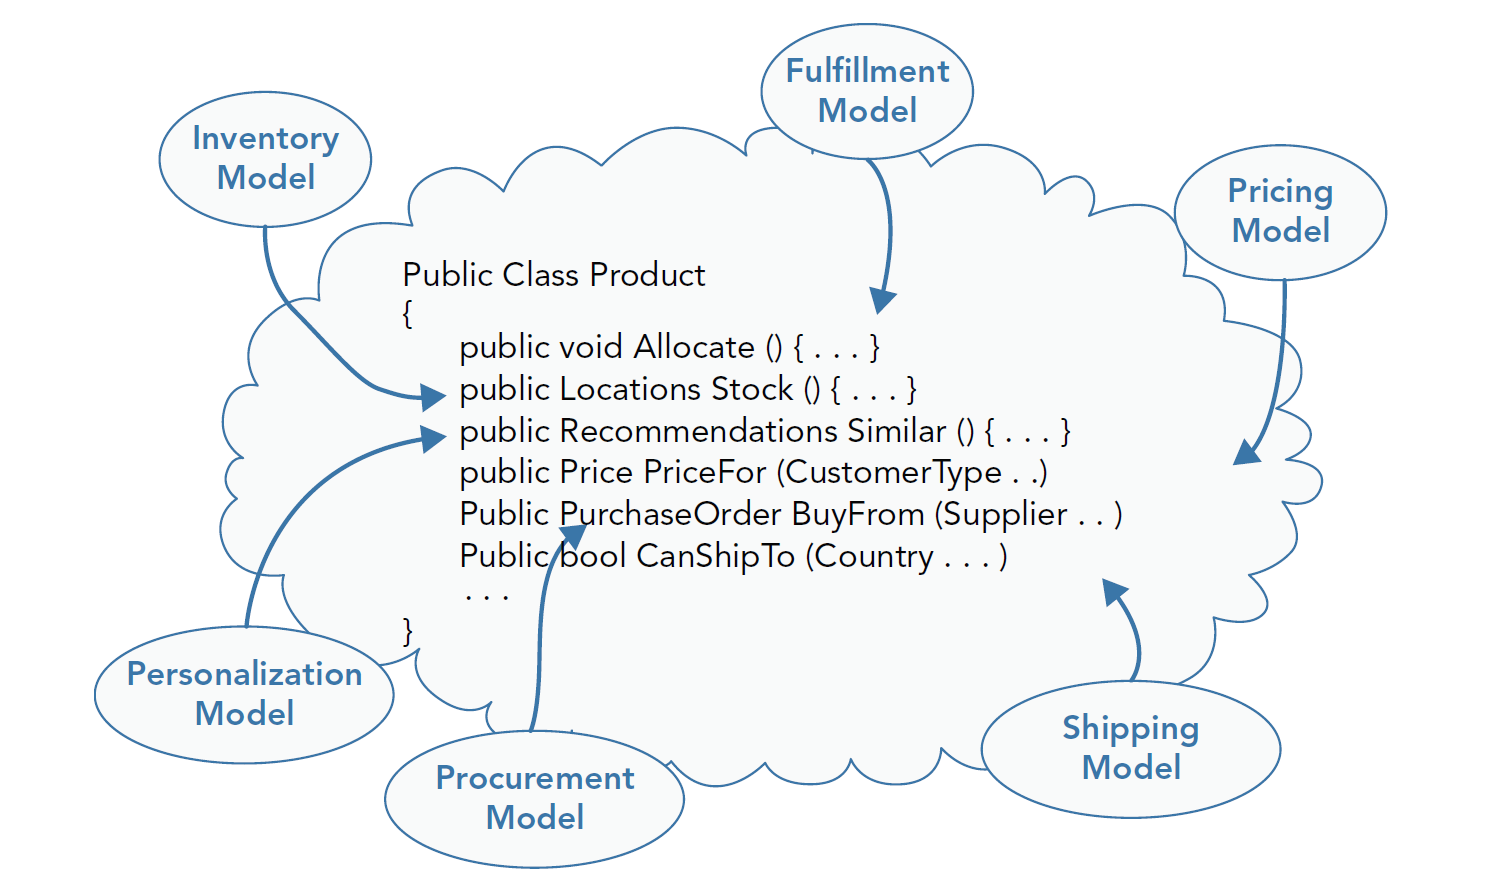 Fulfillment
Model
Inventory
Model
Pricing
Model
Public Class Product
{
public void Allocate () { . . . }
public Locations Stock () { . . . }
public Recommendations Similar () { . . . }
public Price PriceFor (CustomerType . .)
Public PurchaseOrder BuyFrom (Supplier . . )
Public bool CanShipTo (Country . . . )
. . .
}
Personalization
Model
Shipping
Model
Procurement
Model